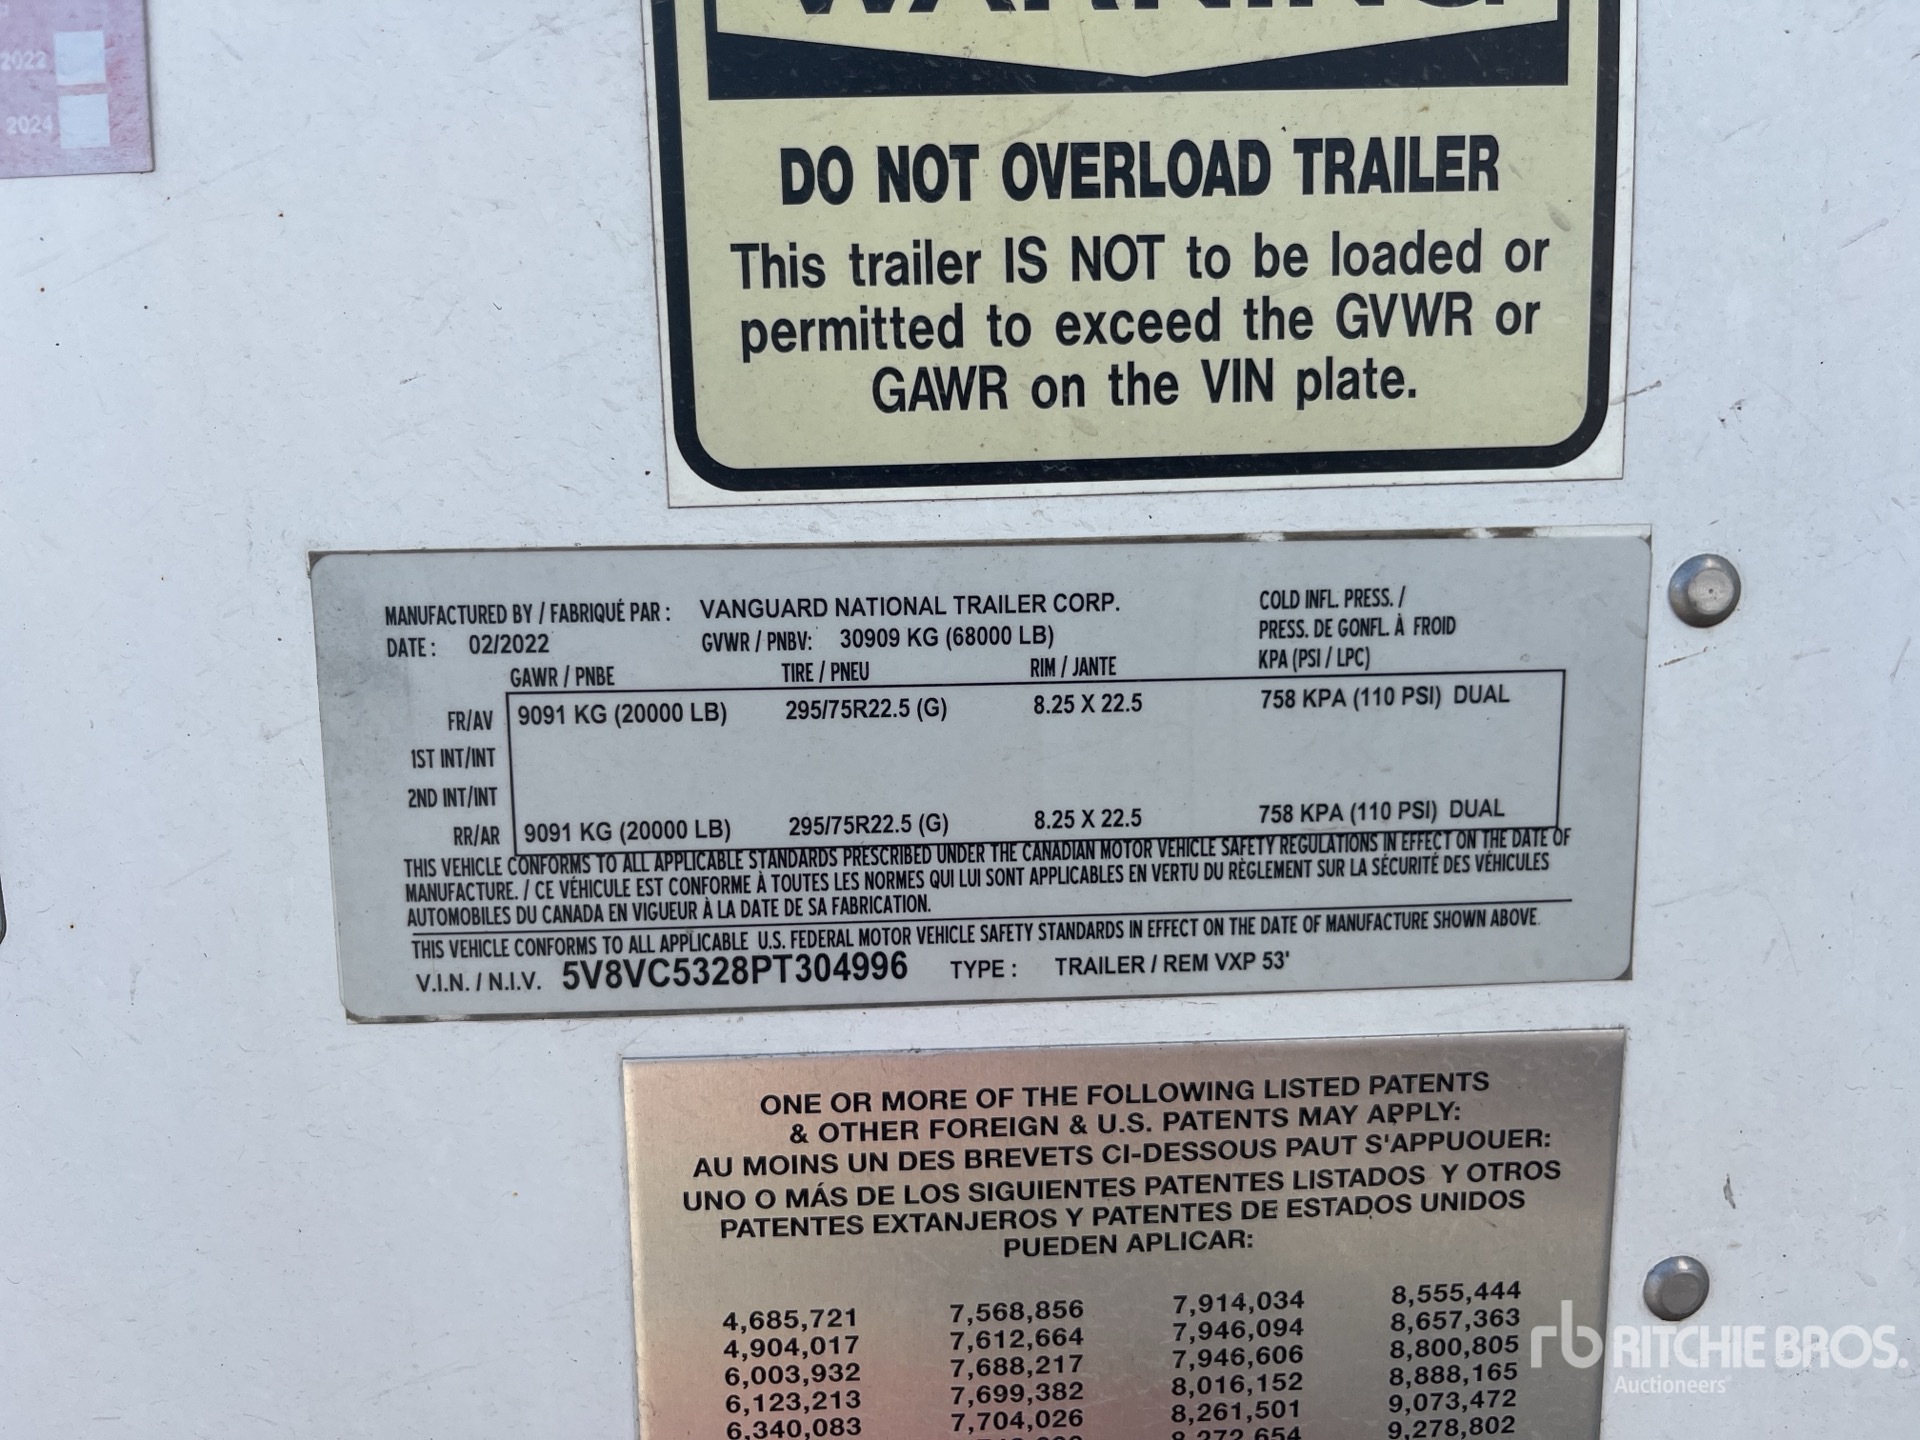 2022
2024
WARNING
DO NOT OVERLOAD TRAILER
This trailer IS NOT to be loaded or
permitted to exceed the GVWR or
GAWR on the VIN plate.
MANUFACTURED BY / FABRIQUÉ PAR : VANGUARD NATIONAL TRAILER CORP.
DATE : 02/2022 GVWR / PNBV: 30909 KG (68000 LB)
COLD INFL. PRESS. /
PRESS. DE GONFL. À FROID
KPA (PSI / LPC)
GAWR / PNBE TIRE / PNEU RIM / JANTE
FR/AV 9091 KG (20000 LB) 295/75R22.5 (G) 8.25 X 22.5 758 KPA (110 PSI) DUAL
1ST INT/INT
2ND INT/INT
RR/AR 9091 KG (20000 LB) 295/75R22.5 (G) 8.25 X 22.5 758 KPA (110 PSI) DUAL
THIS VEHICLE CONFORMS TO ALL APPLICABLE STANDARDS PRESCRIBED UNDER THE CANADIAN MOTOR VEHICLE SAFETY REGULATIONS IN EFFECT ON THE DATE OF
MANUFACTURE. / CE VÉHICULE EST CONFORME À TOUTES LES NORMES QUI LUI SONT APPLICABLES EN VERTU DU RÈGLEMENT SUR LA SÉCURITÉ DES VÉHICULES
AUTOMOBILES DU CANADA EN VIGUEUR À LA DATE DE SA FABRICATION.
THIS VEHICLE CONFORMS TO ALL APPLICABLE U.S. FEDERAL MOTOR VEHICLE SAFETY STANDARDS IN EFFECT ON THE DATE OF MANUFACTURE SHOWN ABOVE.
V.I.N. / N.I.V. 5V8VC5328PT304996 TYPE : TRAILER / REM VXP 53'
ONE OR MORE OF THE FOLLOWING LISTED PATENTS
& OTHER FOREIGN & U.S. PATENTS MAY APPLY:
AU MOINS UN DES BREVETS CI-DESSOUS PAUT S'APPUOUER:
UNO O MÁS DE LOS SIGUIENTES PATENTES LISTADOS Y OTROS
PATENTES EXTANJEROS Y PATENTES DE ESTADOS UNIDOS
PUEDEN APLICAR:
4,685,721 7,568,856 7,914,034 8,555,444
4,904,017 7,612,664 7,946,094 8,657,363
6,003,932 7,688,217 7,946,606 8,800,805
6,123,213 7,699,382 8,016,152 8,888,165
6,340,083 7,704,026 8,261,501 9,073,472
8,272,654 9,278,802
rb RITCHIE BROS.
Auctioneers